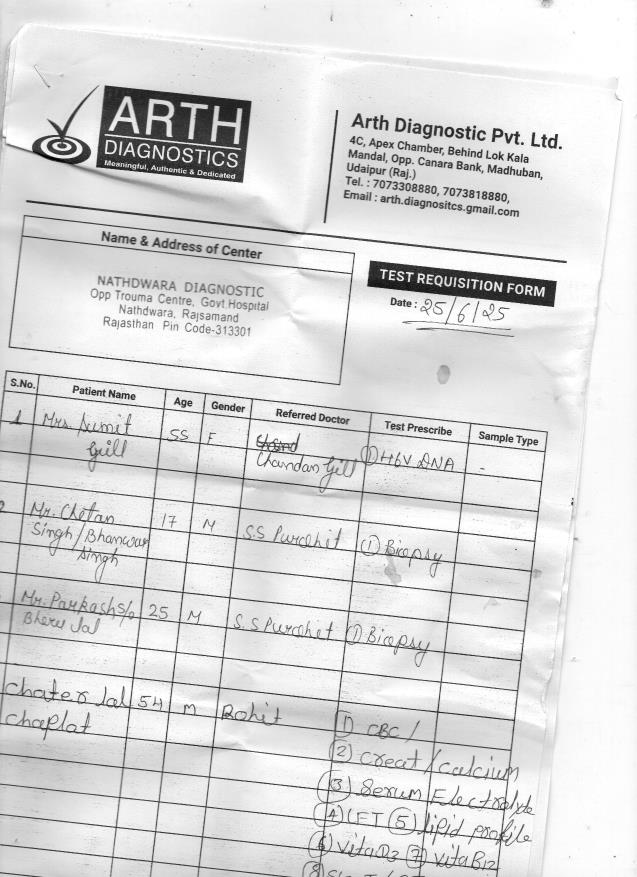 ARTH
DIAGNOSTICS
Meaningful, Authentic & Dedicated
Arth Diagnostic Pvt. Ltd.
4C, Apex Chamber, Behind Lok Kala
Mandal, Opp. Canara Bank, Madhuban,
Udaipur (Raj.)
Tel. : 7073308880, 7073818880,
Email : arth.diagnositcs.gmail.com
Name & Address of Center
NATHDWARA DIAGNOSTIC
Opp Trouma Centre, Govt.Hospital
Nathdwara, Rajsamand
Rajasthan Pin Code-313301
TEST REQUISITION FORM
Date : 25/6/25
S.No. Patient Name Age Gender Referred Doctor Test Prescribe Sample Type
1 Mrs. Sumit 55 F Chandan Gill ① HBV DNA -
Gill
2 Mr. Chetan 17 M S.S Purohit ① Biopsy
Singh/Bhanwar
Singh
Mr. Parkash S/o 25 M S.S Purohit ① Biopsy
Bheru Lal
Chater Lal 54 M Rohit ① CBC /
Chaplot
② Creat / Calcium
③ Serum Electrolyte
④ LFT ⑤ Lipid profile
⑥ Vita D3 ⑦ Vita B12